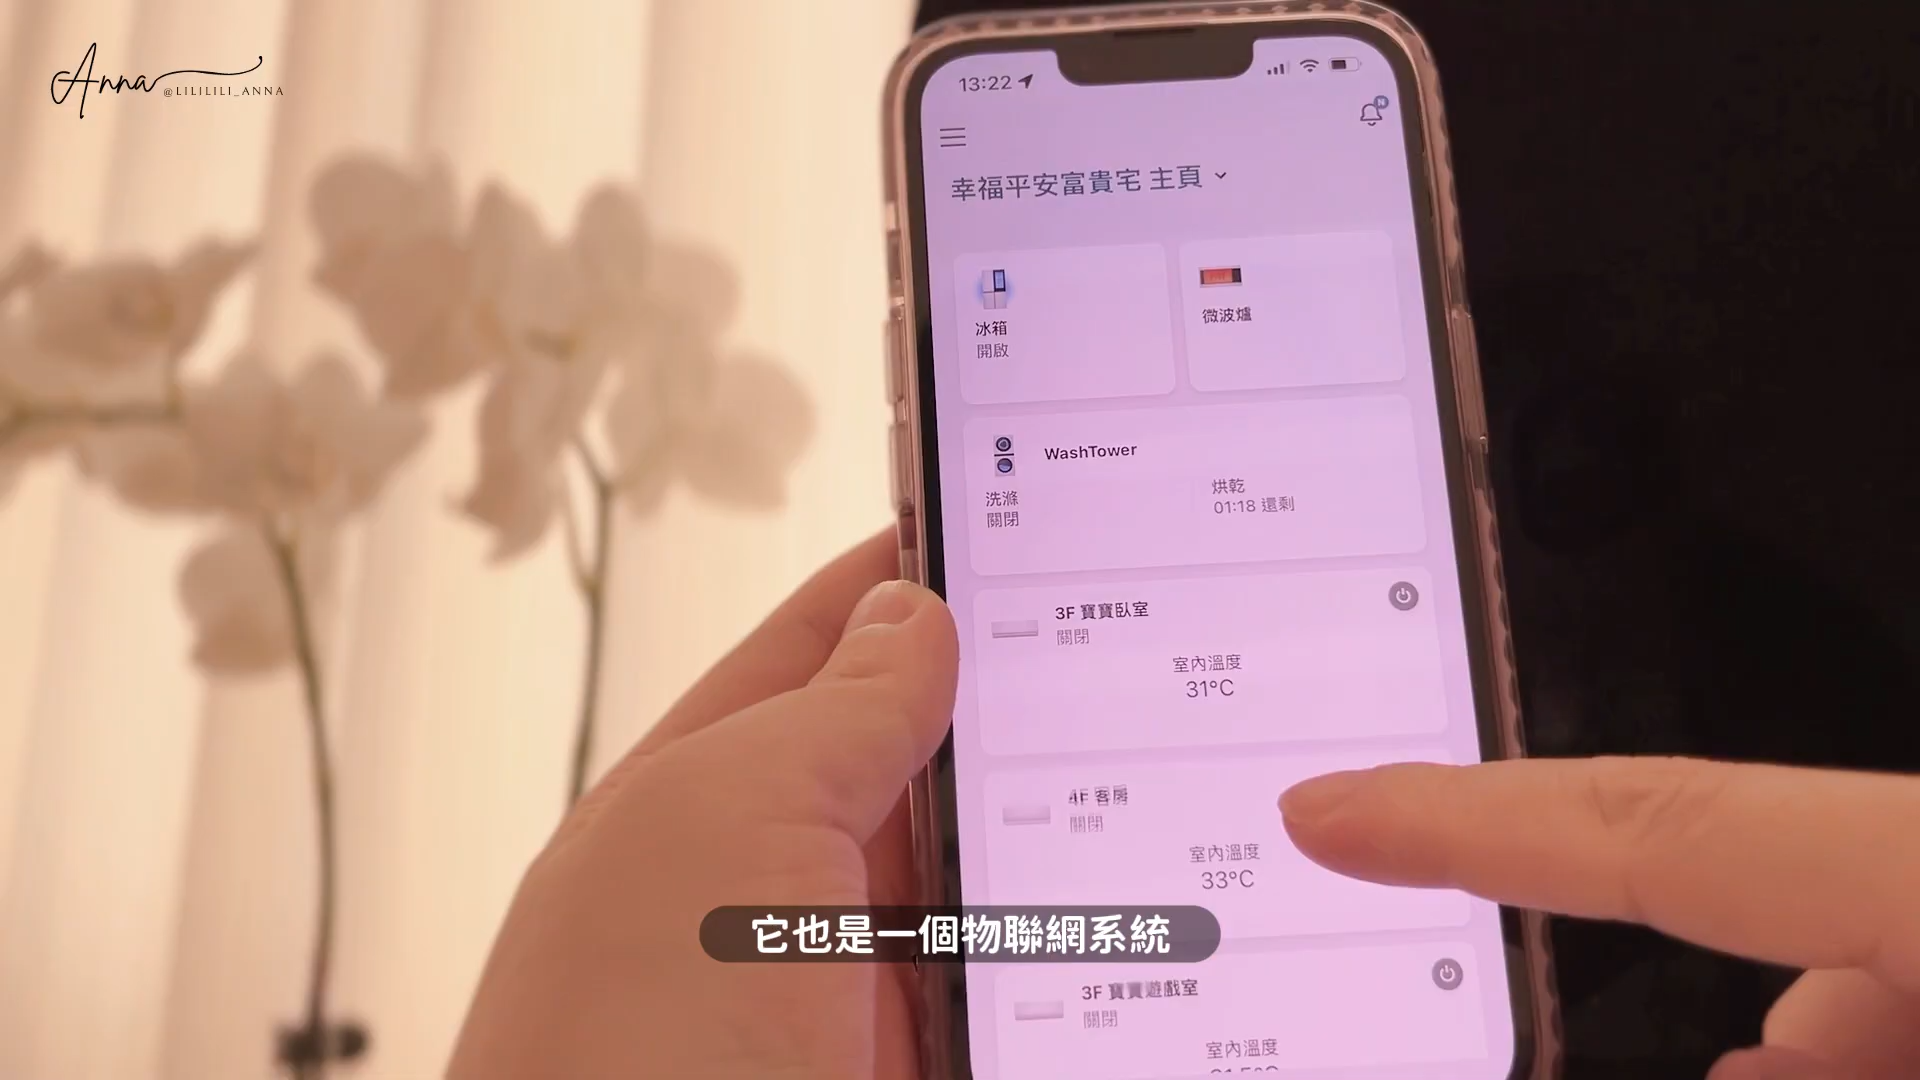 Anna
@LILILILI_ANNA
13:22
N
幸福平安富貴宅 主頁
冰箱
開啟
微波爐
WashTower
洗滌
關閉
烘乾
01:18 還剩
3F 寶寶臥室
關閉
室內溫度
31°C
4F 客房
關閉
室內溫度
33°C
它也是一個物聯網系統
3F 寶寶遊戲室
關閉
室內溫度